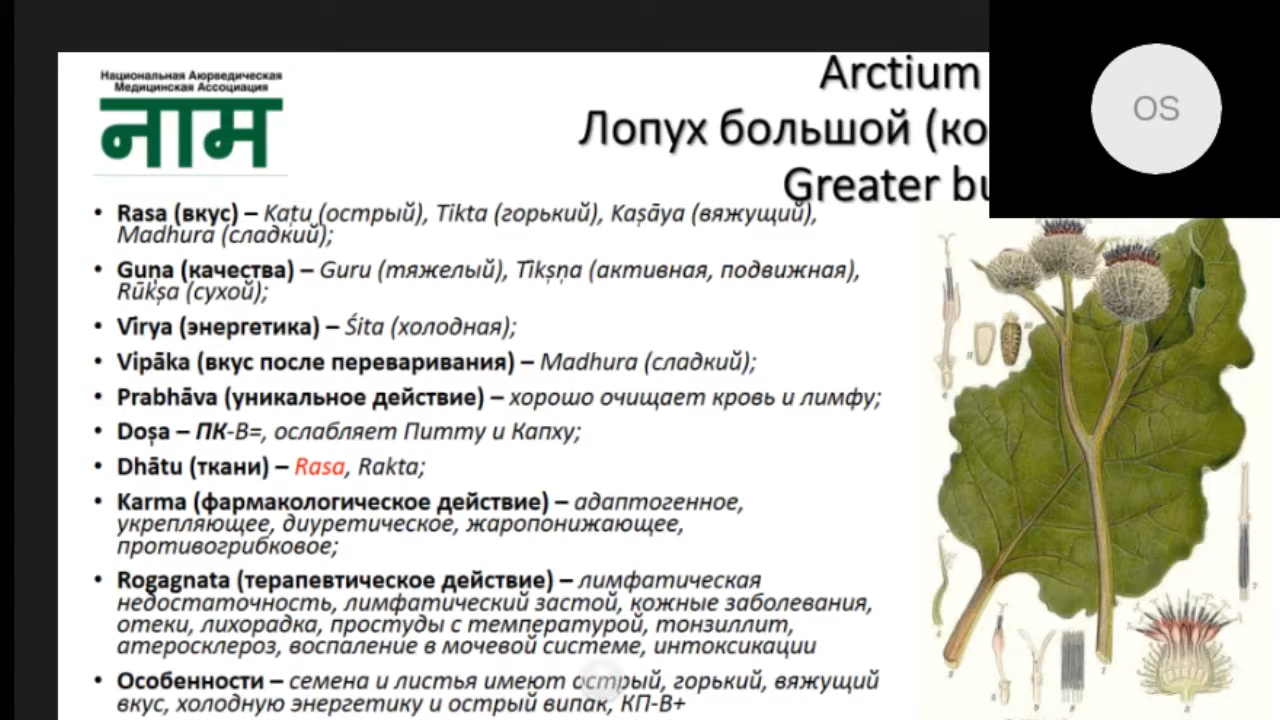 Национальная Аюрведическая
Медицинская Ассоциация
नाम
Arctium
Лопух большой (ко
Greater bu
OS
• Rasa (вкус) – Kaṭu (острый), Tikta (горький), Kaṣāya (вяжущий),
Madhura (сладкий);
• Guṇa (качества) – Guru (тяжелый), Tīkṣṇa (активная, подвижная),
Rūkṣa (сухой);
• Vīrya (энергетика) – Śita (холодная);
• Vipāka (вкус после переваривания) – Madhura (сладкий);
• Prabhāva (уникальное действие) – хорошо очищает кровь и лимфу;
• Doṣa – ПК-В=, ослабляет Питту и Капху;
• Dhātu (ткани) – Rasa, Rakta;
• Karma (фармакологическое действие) – адаптогенное,
укрепляющее, диуретическое, жаропонижающее,
противогрибковое;
• Rogagnata (терапевтическое действие) – лимфатическая
недостаточность, лимфатический застой, кожные заболевания,
отеки, лихорадка, простуды с температурой, тонзиллит,
атеросклероз, воспаление в мочевой системе, интоксикации
• Особенности – семена и листья имеют острый, горький, вяжущий
вкус, холодную энергетику и острый випак, КП-В+